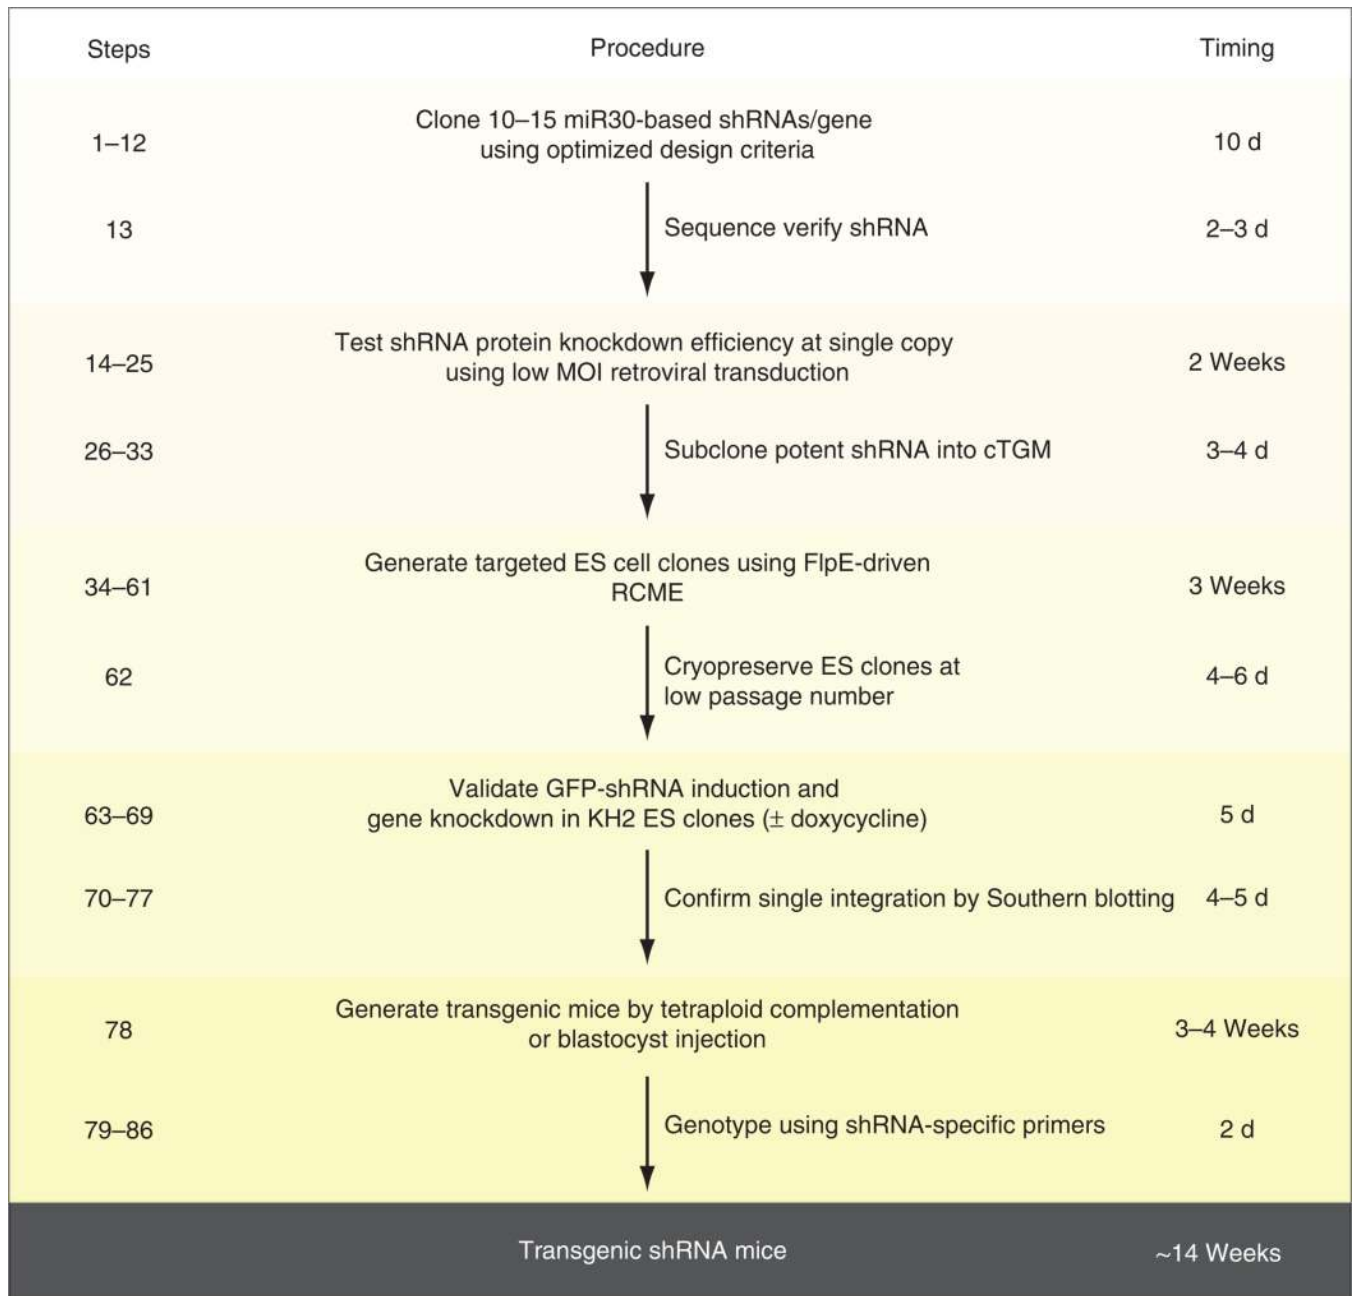 Steps Procedure Timing
1–12 Clone 10–15 miR30-based shRNAs/gene 10 d
using optimized design criteria
13 Sequence verify shRNA 2–3 d
14–25 Test shRNA protein knockdown efficiency at single copy 2 Weeks
using low MOI retroviral transduction
26–33 Subclone potent shRNA into cTGM 3–4 d
34–61 Generate targeted ES cell clones using FlpE-driven 3 Weeks
RCME
62 Cryopreserve ES clones at 4–6 d
low passage number
63–69 Validate GFP-shRNA induction and 5 d
gene knockdown in KH2 ES clones (± doxycycline)
70–77 Confirm single integration by Southern blotting 4–5 d
78 Generate transgenic mice by tetraploid complementation 3–4 Weeks
or blastocyst injection
79–86 Genotype using shRNA-specific primers 2 d
Transgenic shRNA mice ~14 Weeks